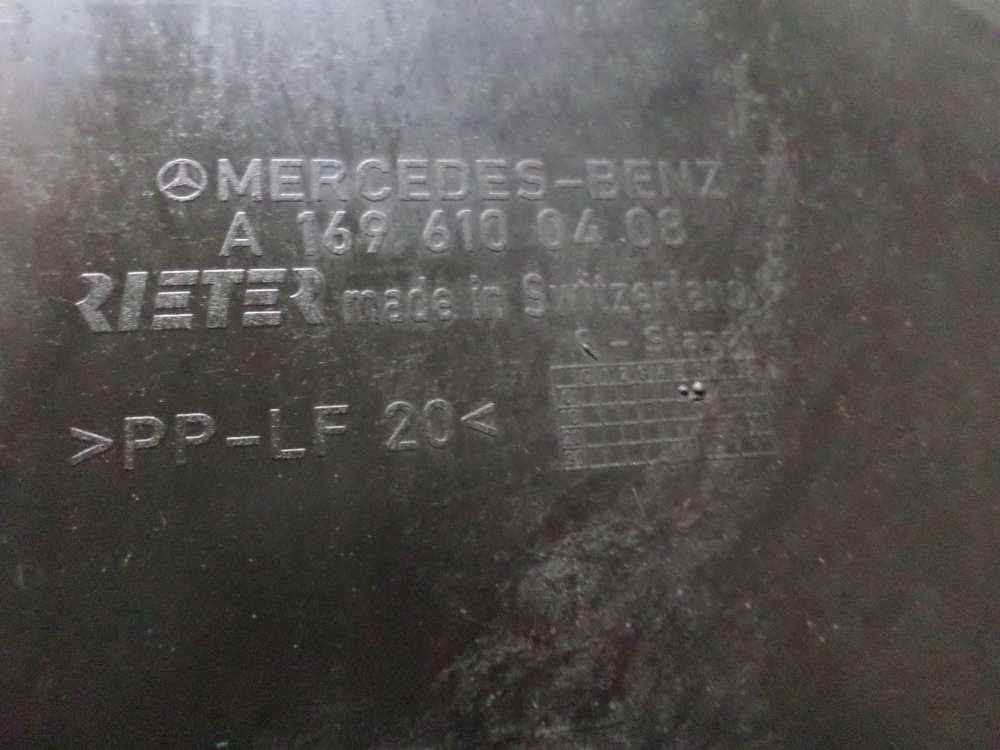 MERCEDES-BENZ
A 169 610 04 08
RIETER made in Switzerland
>PP-LF 20<